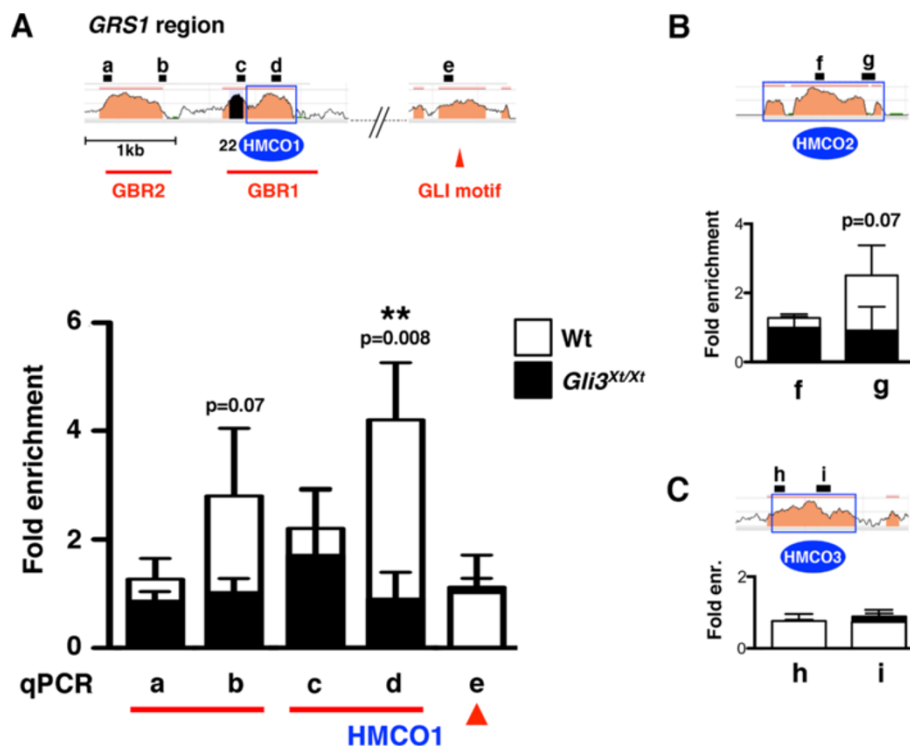 A
GRS1 region
a b c d e
1kb
22 HMCO1
GBR2 GBR1 GLI motif
Fold enrichment
6
4
2
0
p=0.07
**
p=0.008
Wt
Gli3Xt/Xt
qPCR a b c d e
HMCO1
B
f g
HMCO2
Fold enrichment
4
2
0
p=0.07
f g
C
h i
HMCO3
Fold enr.
2
0
h i